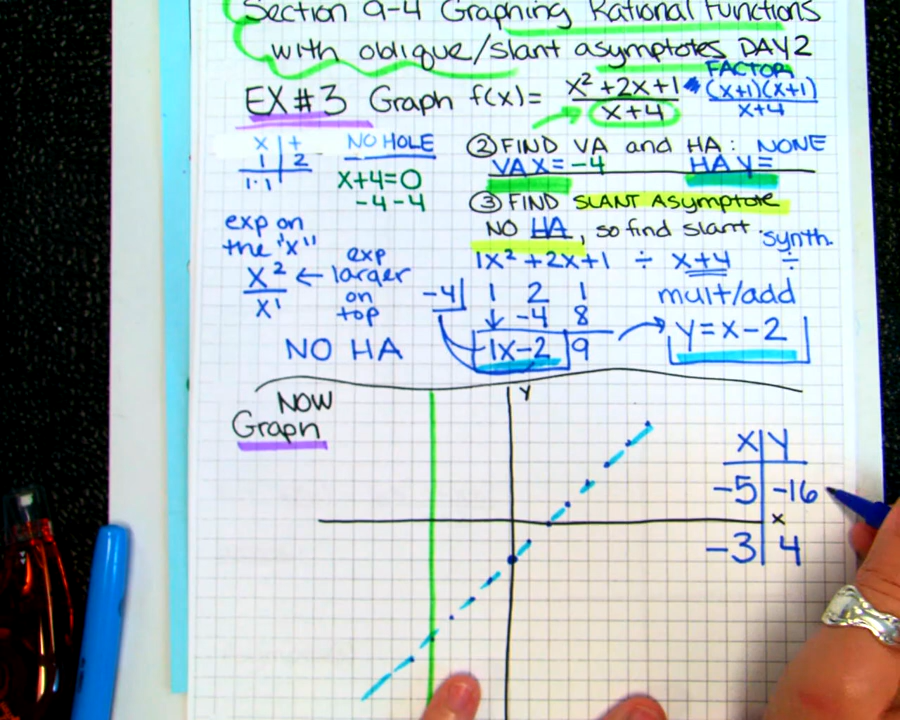 Section 9-4 Graphing Rational Functions
with oblique/slant asymptotes DAY 2
EX #3 Graph f(x) = x² + 2x + 1 / x + 4
FACTOR
(x+1)(x+1) / x+4
x | +
1 | 2
1·1
NO HOLE
x + 4 = 0
-4 -4
② FIND VA and HA: NONE
VA X = -4 HA Y =
③ FIND SLANT Asymptote
NO HA, so find slant.
exp on
the "x"
x² / x¹ ← exp larger on top
NO HA
1x² + 2x + 1 ÷ x + 4
synth. ÷
-4 | 1 2 1
↓ -4 8
1x - 2 | 9
mult/add
→ y = x - 2
NOW
Graph
Y
x
X | Y
-5 | -16
-3 | 4